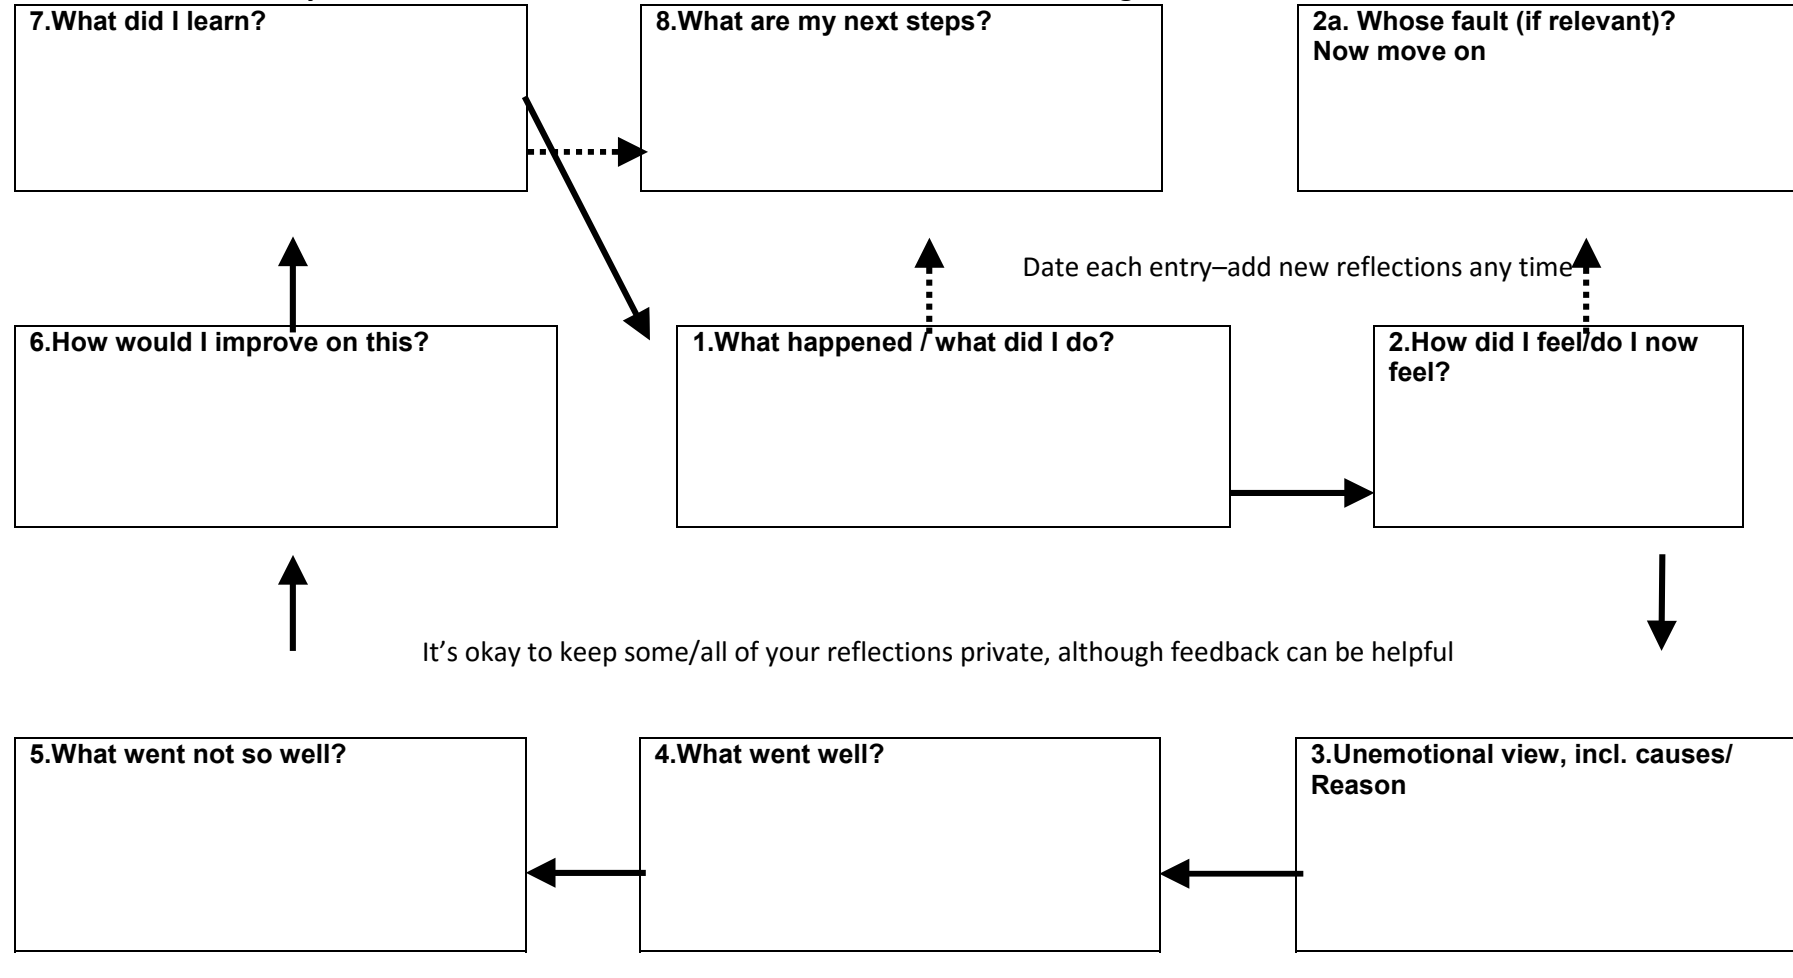 7.What did I learn?
8.What are my next steps?
2a. Whose fault (if relevant)?
Now move on
Date each entry–add new reflections any time
6.How would I improve on this?
1.What happened / what did I do?
2.How did I feel/do I now
feel?
It’s okay to keep some/all of your reflections private, although feedback can be helpful
5.What went not so well?
4.What went well?
3.Unemotional view, incl. causes/
Reason